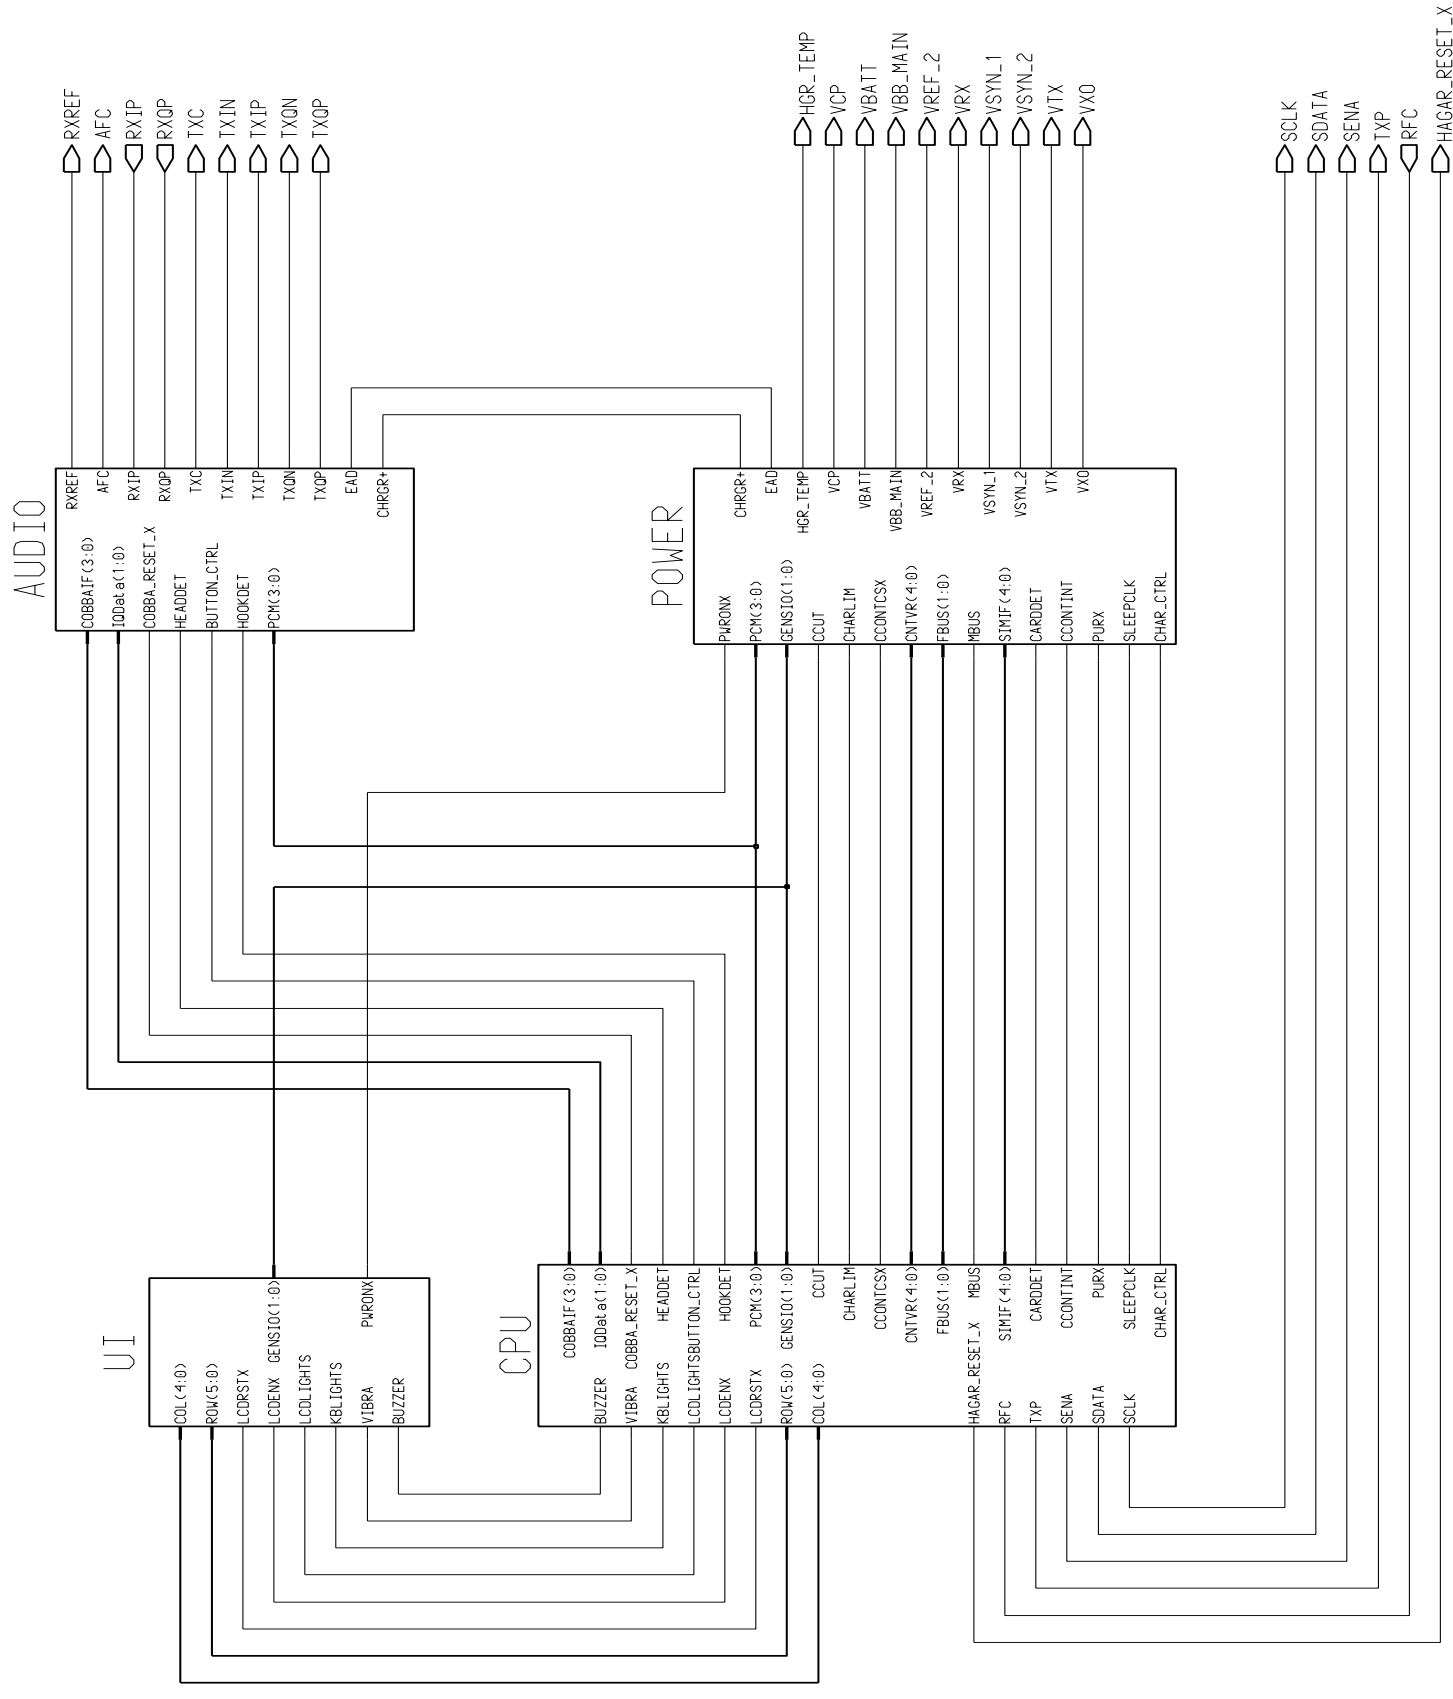 AUDIO
RXREF
AFC
RXIP
RXQP
TXC
TXIN
TXIP
TXQN
TXQP
RXREF
AFC
RXIP
RXQP
TXC
TXIN
TXIP
TXQN
TXQP
EAD
CHRGR+
COBBAIF(3:0)
IQData(1:0)
COBBA_RESET_X
HEADDET
BUTTON_CTRL
HOOKDET
PCM(3:0)
POWER
HGR_TEMP
VCP
VBATT
VBB_MAIN
VREF_2
VRX
VSYN_1
VSYN_2
VTX
VXO
CHRGR+
EAD
HGR_TEMP
VCP
VBATT
VBB_MAIN
VREF_2
VRX
VSYN_1
VSYN_2
VTX
VXO
PWRONX
PCM(3:0)
GENSIO(1:0)
CCUT
CHARLIM
CCONTCSX
CNTVR(4:0)
FBUS(1:0)
MBUS
SIMIF(4:0)
CARDDET
CCONTINT
PURX
SLEEPCLK
CHAR_CTRL
SCLK
SDATA
SENA
TXP
RFC
HAGAR_RESET_X
UI
GENSIO(1:0)
PWRONX
COL(4:0)
ROW(5:0)
LCDRSTX
LCDENX
LCDLIGHTS
KBLIGHTS
VIBRA
BUZZER
CPU
COBBAIF(3:0)
IQData(1:0)
COBBA_RESET_X
HEADDET
BUTTON_CTRL
HOOKDET
PCM(3:0)
GENSIO(1:0)
CCUT
CHARLIM
CCONTCSX
CNTVR(4:0)
FBUS(1:0)
MBUS
SIMIF(4:0)
CARDDET
CCONTINT
PURX
SLEEPCLK
CHAR_CTRL
BUZZER
VIBRA
KBLIGHTS
LCDLIGHTS
LCDENX
LCDRSTX
ROW(5:0)
COL(4:0)
HAGAR_RESET_X
RFC
TXP
SENA
SDATA
SCLK